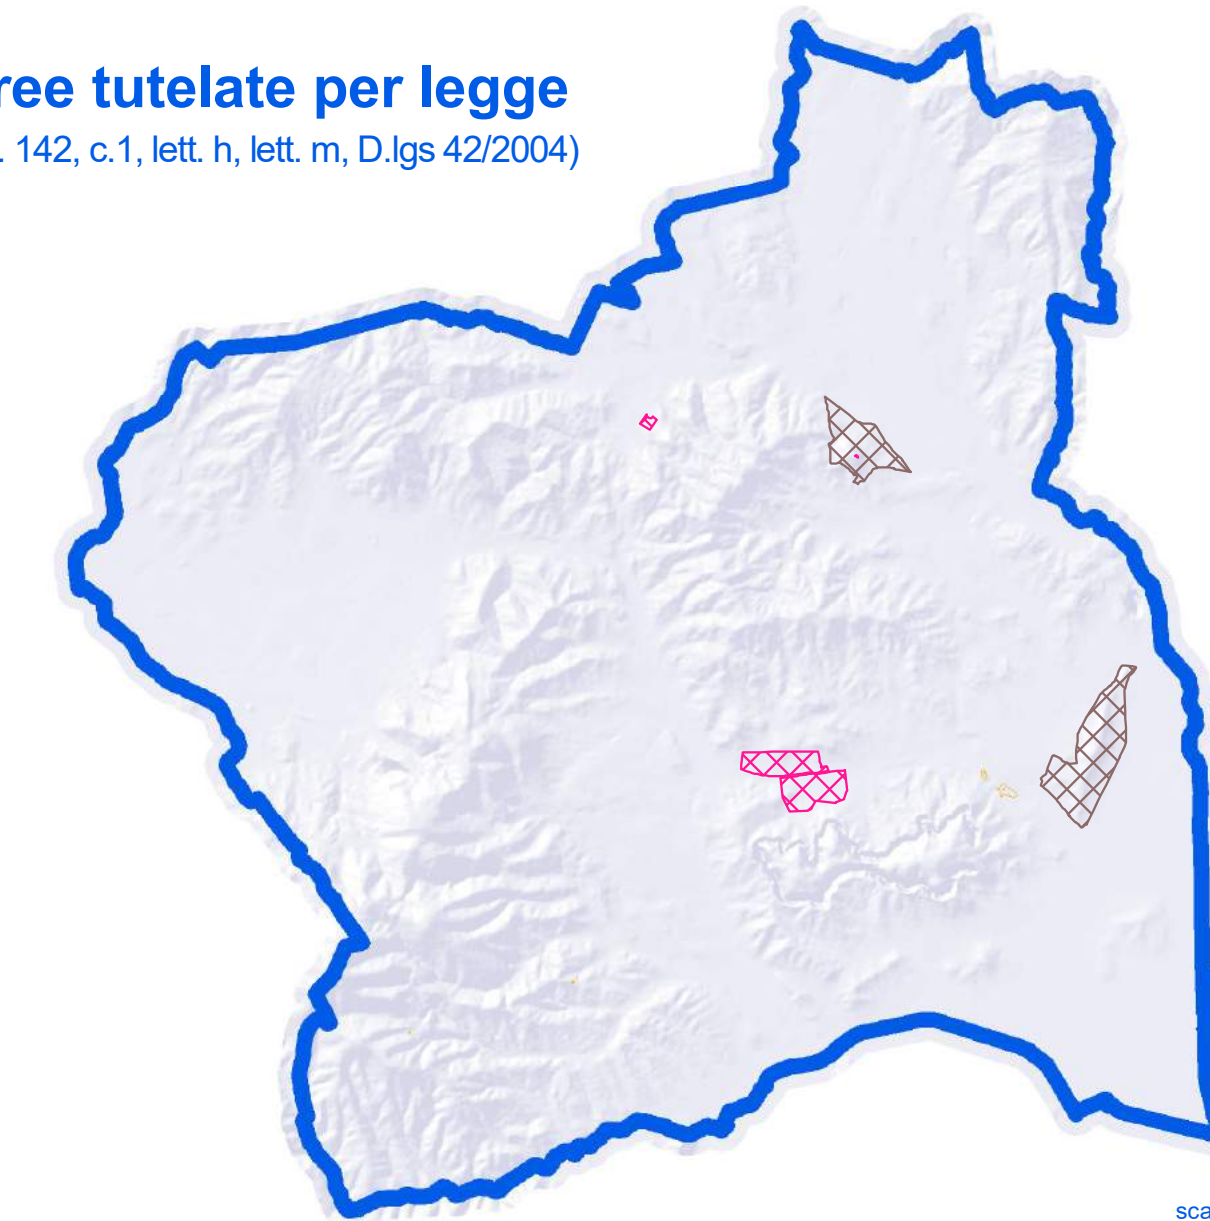 ree tutelate per legge
. 142, c.1, lett. h, lett. m, D.lgs 42/2004)
sca